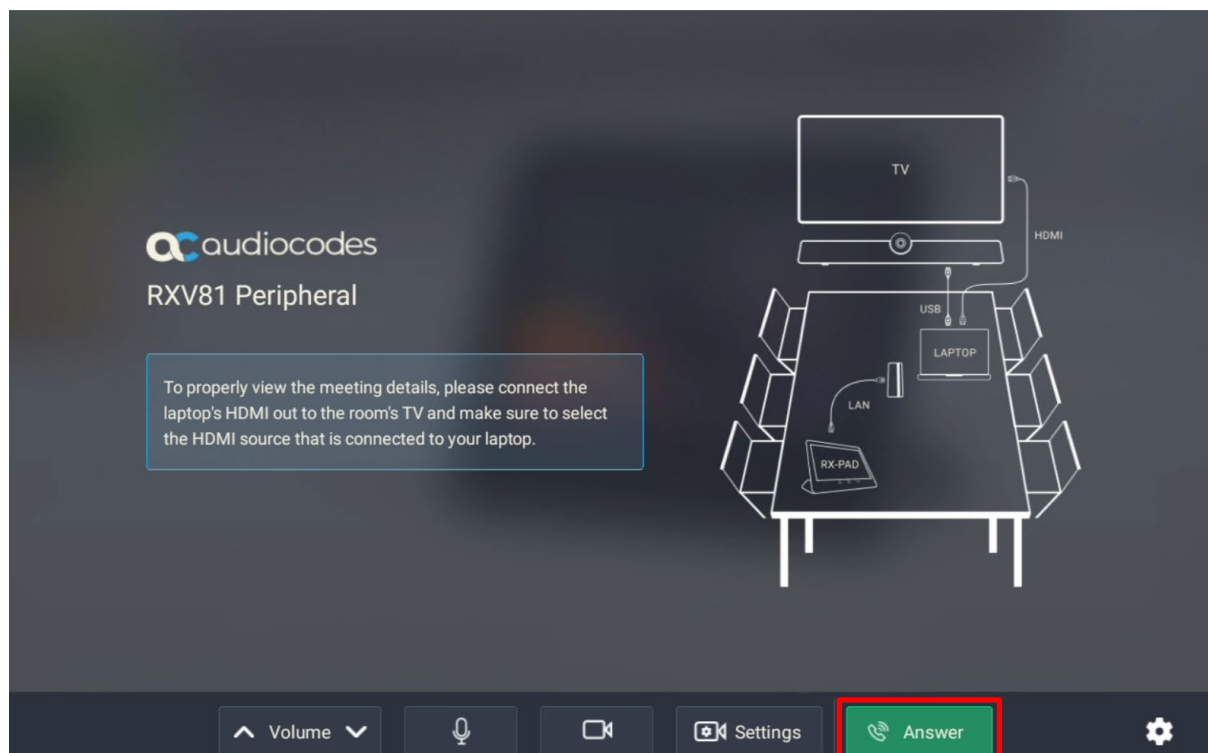 audiocodes
RXV81 Peripheral
To properly view the meeting details, please connect the
laptop's HDMI out to the room's TV and make sure to select
the HDMI source that is connected to your laptop.
TV
HDMI
USB
LAPTOP
LAN
RX-PAD
Volume
Settings
Answer